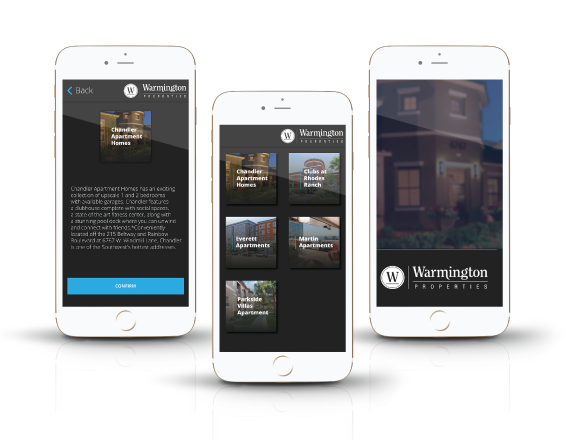 Back
W Warmington
PROPERTIES
Chandler
Apartment
Homes
Chandler Apartment Homes has an exciting
collection of upscale 1 and 2 bedrooms
with available garages. Chandler features
a clubhouse complete with social spaces,
a state of the art fitness center, along with
a stunning pool deck where you can unwind
and connect with friends. Conveniently
located off the 215 Beltway and Rainbow
Boulevard at 6767 W. Windmill Lane, Chandler
is one of the Southwest's hottest addresses.
CONFIRM
W Warmington
PROPERTIES
Chandler
Apartment
Homes
Clubs at
Rhodes
Ranch
Everett
Apartments
Martin
Apartments
Parkside
Villas
Apartment
W Warmington
PROPERTIES